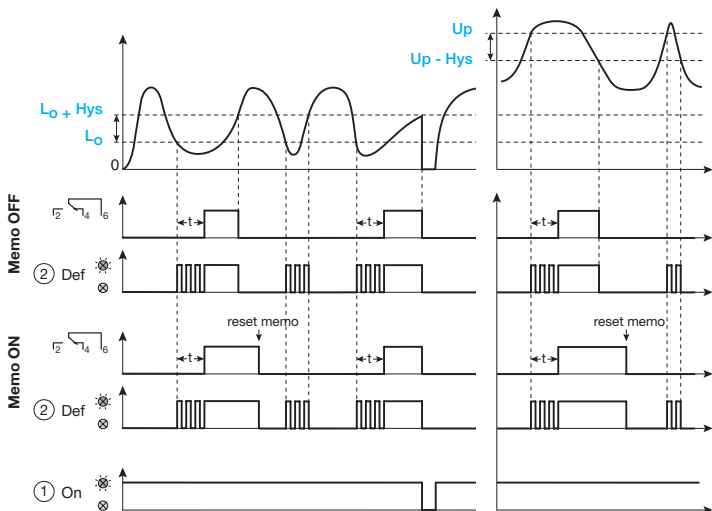 Up
Up - Hys
Lo + Hys
Lo
0
Memo OFF
2 4 6
t
t
t
2 Def
Memo ON
reset memo
reset memo
2 4 6
t
t
t
2 Def
1 On